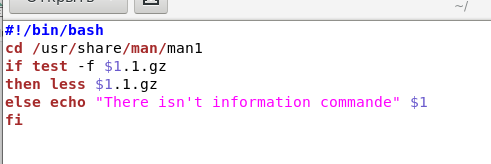 Открыть
~/
#!/bin/bash
cd /usr/share/man/man1
if test -f $1.1.gz
then less $1.1.gz
else echo "There isn't information commande" $1
fi